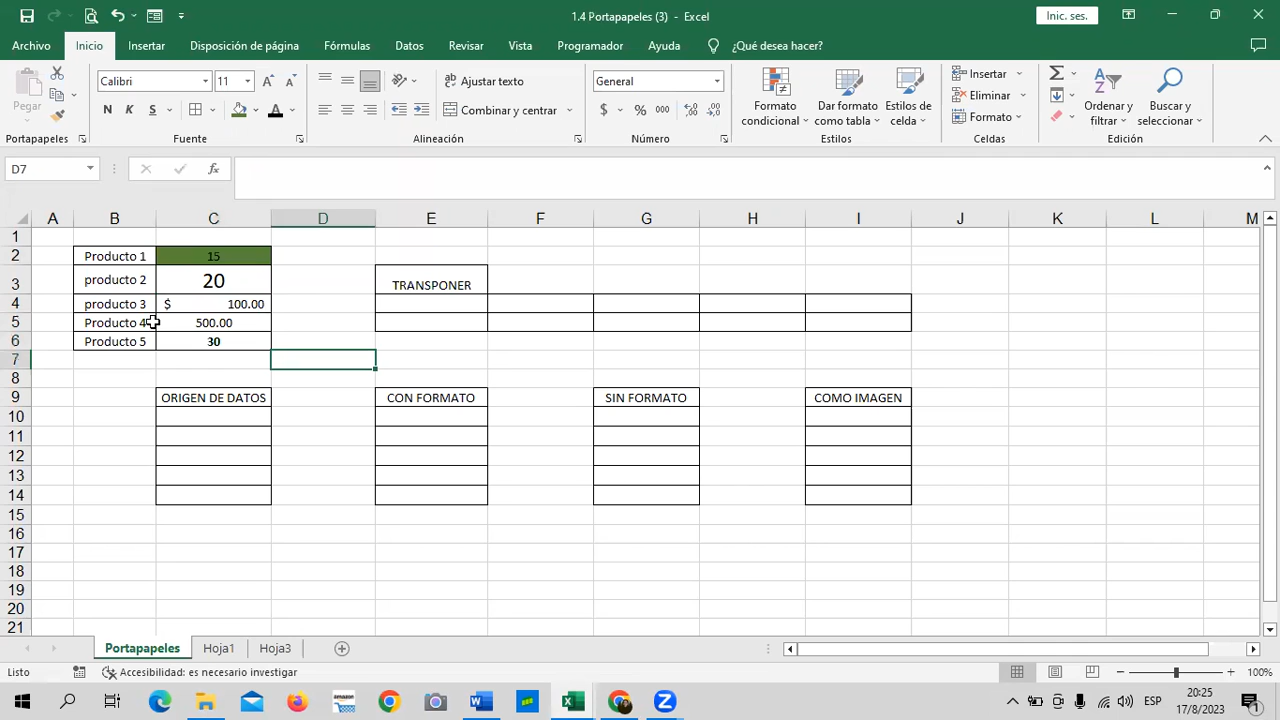 1.4 Portapapeles (3) - Excel
Inic. ses.
Archivo Inicio Insertar Disposición de página Fórmulas Datos Revisar Vista Programador Ayuda ¿Qué desea hacer?
Pegar
Calibri 11
Ajustar texto
General
Combinar y centrar
N K S
$ % 000
Formato condicional
Dar formato como tabla
Estilos de celda
Insertar
Eliminar
Formato
Ordenar y filtrar
Buscar y seleccionar
Portapapeles Fuente Alineación Número Estilos Celdas Edición
D7
fx
A B C D E F G H I J K L M
1
2 Producto 1 15
3 producto 2 20 TRANSPONER
4 producto 3 $ 100.00
5 Producto 4 500.00
6 Producto 5 30
7
8
9 ORIGEN DE DATOS CON FORMATO SIN FORMATO COMO IMAGEN
10
11
12
13
14
15
16
17
18
19
20
21
Portapapeles Hoja1 Hoja3
Listo Accesibilidad: es necesario investigar 100%
amazon
ESP
20:25
17/8/2023